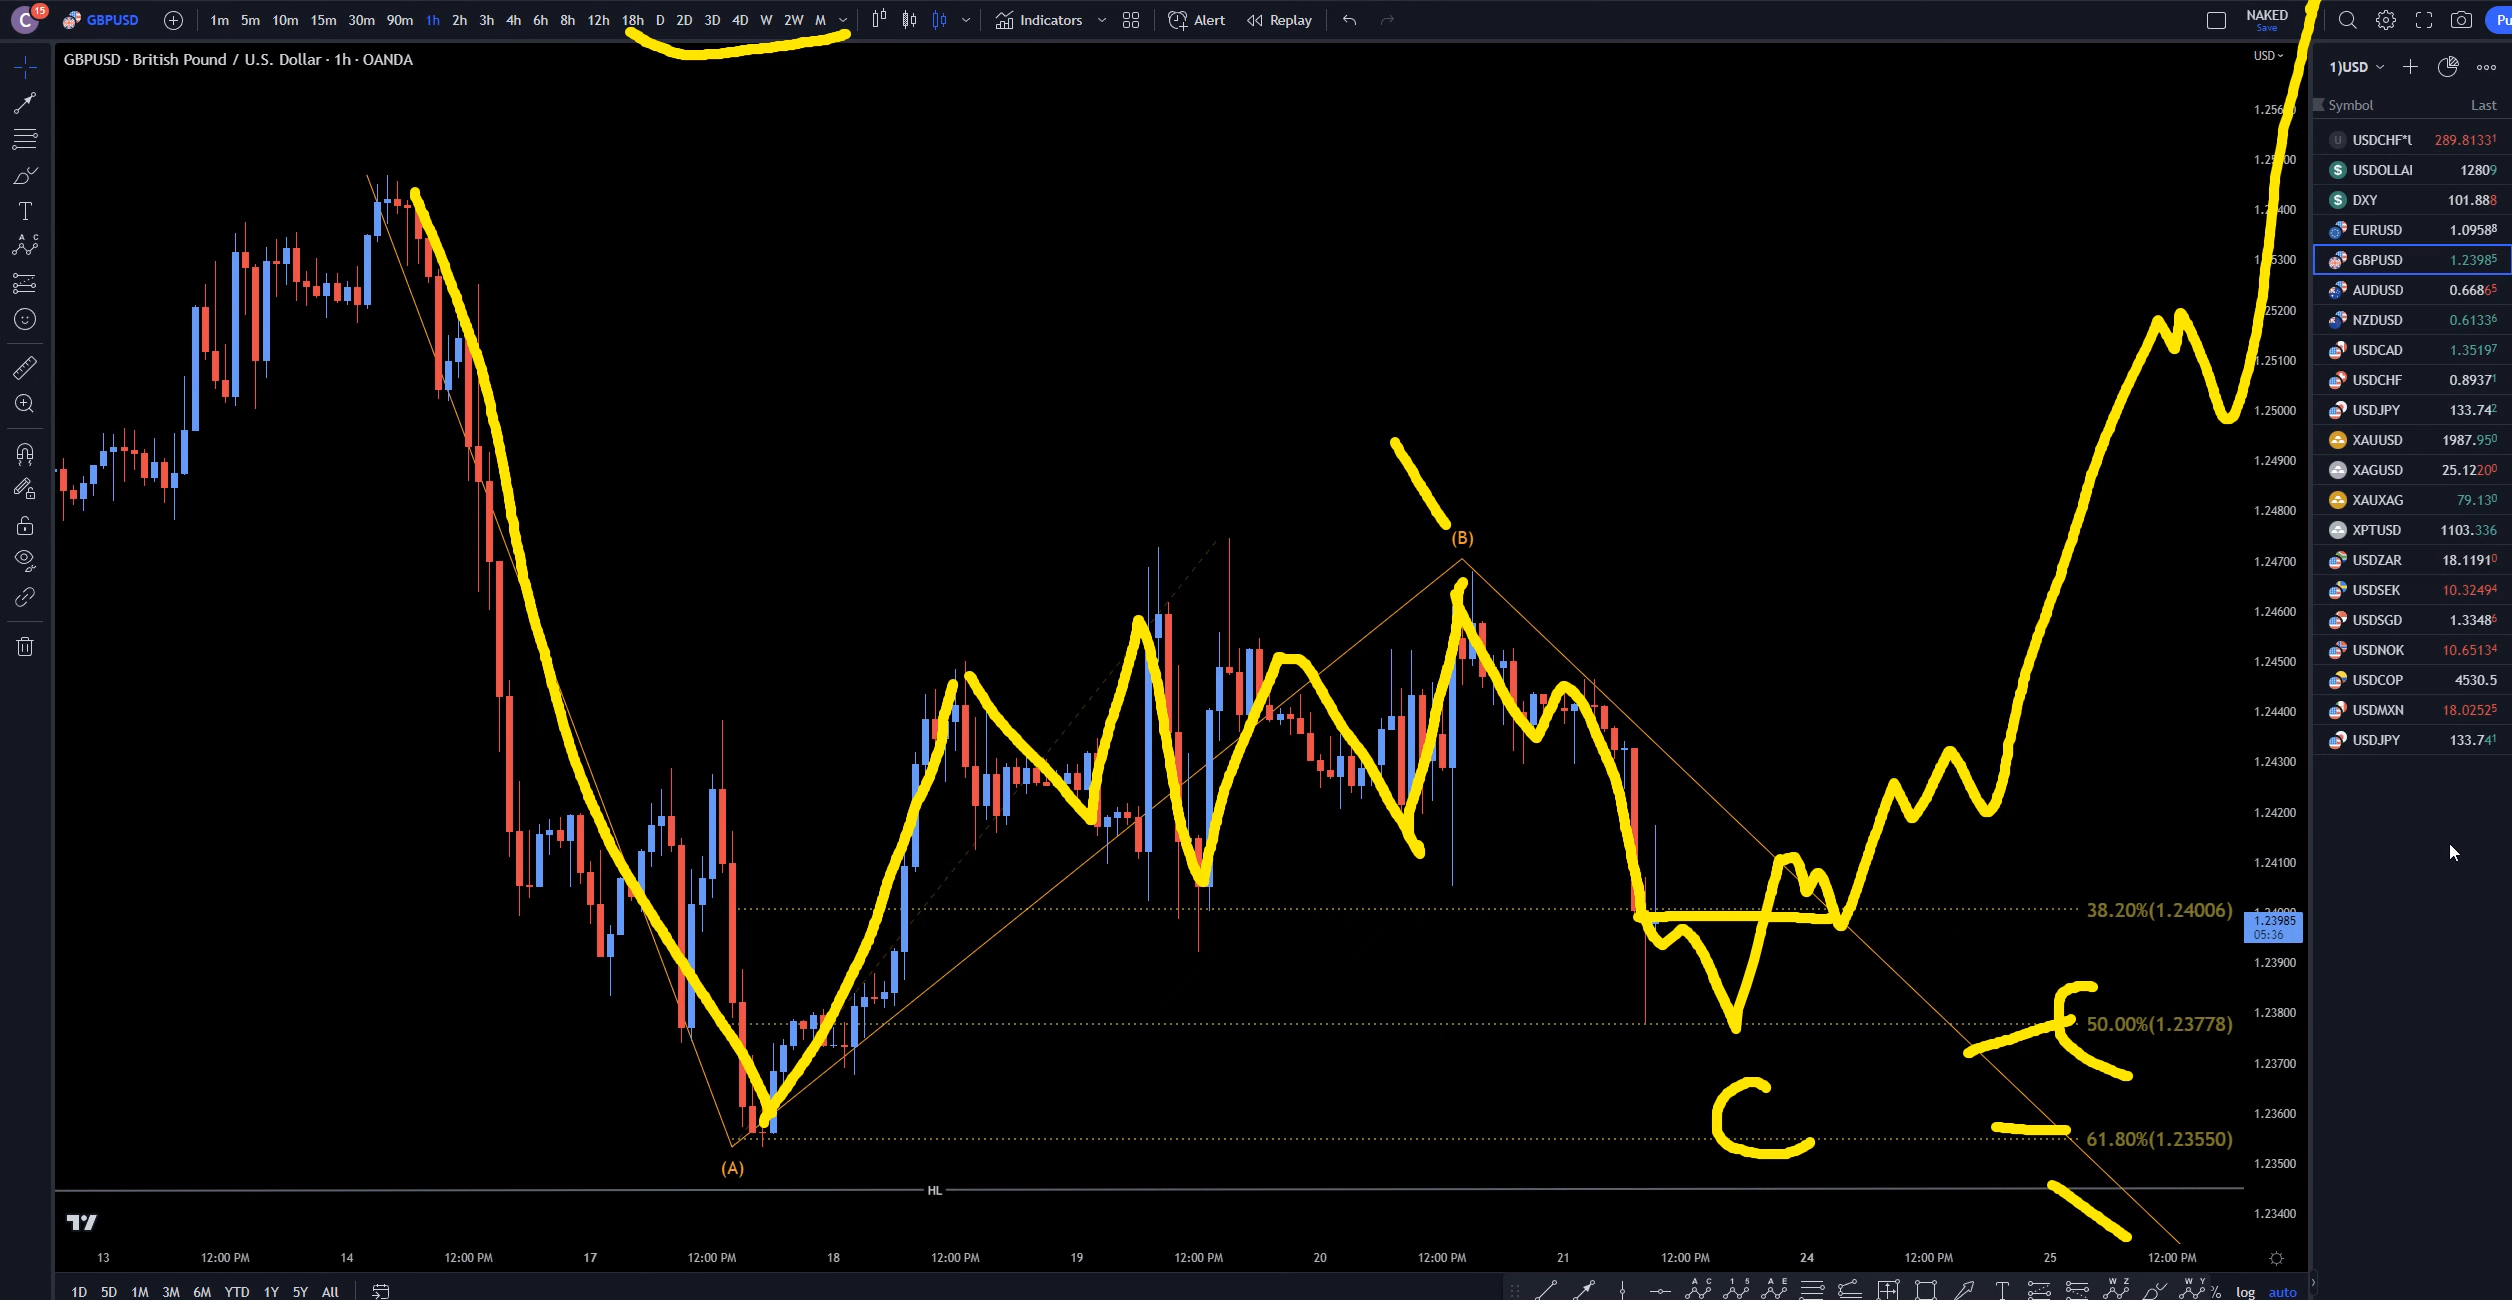 C 15 GBPUSD 1m 5m 10m 15m 30m 90m 1h 2h 3h 4h 6h 8h 12h 18h D 2D 3D 4D W 2W M Indicators Alert Replay NAKED Save Pu
GBPUSD · British Pound / U.S. Dollar · 1h · OANDA
USD
1)USD
Symbol Last
USDCHF*U 289.81331
USDOLLAI 12809
DXY 101.888
EURUSD 1.09588
GBPUSD 1.23985
AUDUSD 0.66865
NZDUSD 0.61336
USDCAD 1.35197
USDCHF 0.89371
USDJPY 133.742
XAUUSD 1987.950
XAGUSD 25.12200
XAUXAG 79.130
XPTUSD 1103.336
USDZAR 18.11910
USDSEK 10.32494
USDSGD 1.33486
USDNOK 10.65134
USDCOP 4530.5
USDMXN 18.02525
USDJPY 133.741
1.25100
1.25000
1.24900
1.24800
1.24700
1.24600
1.24500
1.24400
1.24300
1.24200
1.24100
1.23985
05:36
1.23900
1.23800
1.23700
1.23600
1.23500
1.23400
(B)
38.20%(1.24006)
50.00%(1.23778)
C
61.80%(1.23550)
(A)
HL
13 12:00 PM 14 12:00 PM 17 12:00 PM 18 12:00 PM 19 12:00 PM 20 12:00 PM 21 12:00 PM 24 12:00 PM 25 12:00 PM
1D 5D 1M 3M 6M YTD 1Y 5Y All % log auto